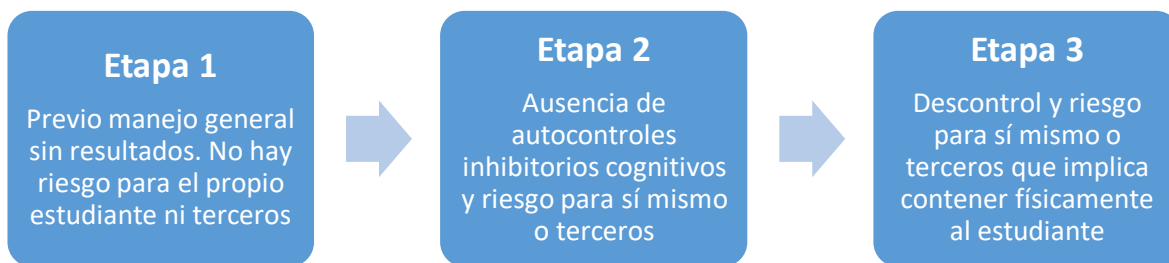 Etapa 1
Previo manejo general
sin resultados. No hay
riesgo para el propio
estudiante ni terceros
Etapa 2
Ausencia de
autocontroles
inhibitorios cognitivos
y riesgo para sí mismo
o terceros
Etapa 3
Descontrol y riesgo
para sí mismo o
terceros que implica
contener físicamente
al estudiante